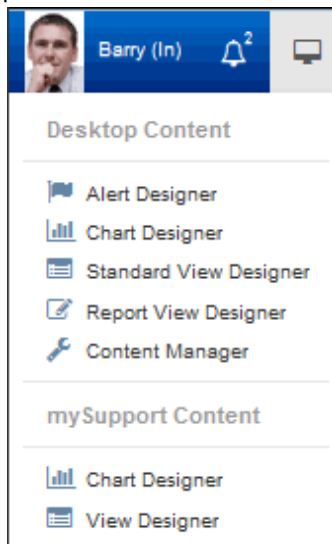 Barry (In) 2
Desktop Content
Alert Designer
Chart Designer
Standard View Designer
Report View Designer
Content Manager
mySupport Content
Chart Designer
View Designer